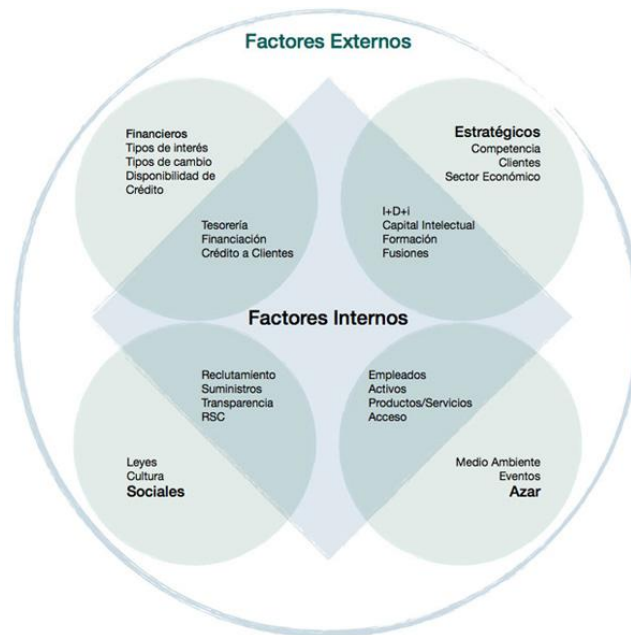 Factores Externos
Financieros
Tipos de interés
Tipos de cambio
Disponibilidad de
Crédito
Estratégicos
Competencia
Clientes
Sector Económico
Tesorería
Financiación
Crédito a Clientes
I+D+i
Capital Intelectual
Formación
Fusiones
Factores Internos
Reclutamiento
Suministros
Transparencia
RSC
Empleados
Activos
Productos/Servicios
Acceso
Leyes
Cultura
Sociales
Medio Ambiente
Eventos
Azar